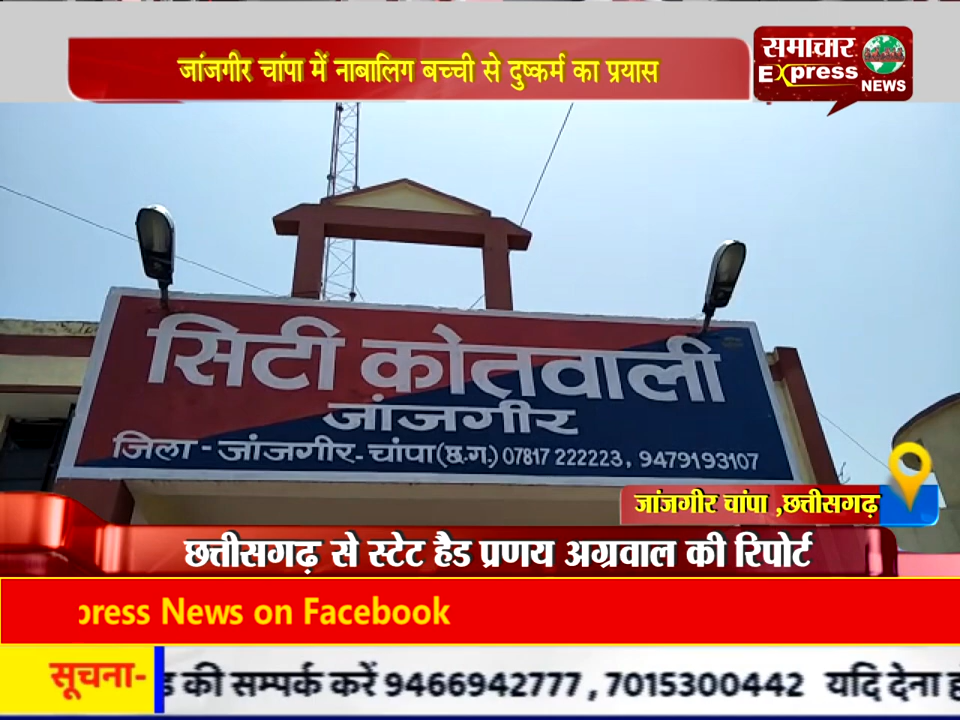 जांजगीर चांपा में नाबालिग बच्ची से दुष्कर्म का प्रयास
समाचार
Express
NEWS
सिटी कोतवाली
जांजगीर
जिला - जांजगीर-चांपा (छ.ग.) 07817 222223, 9479193107
जांजगीर चांपा ,छत्तीसगढ़
छत्तीसगढ़ से स्टेट हैड प्रणय अग्रवाल की रिपोर्ट
press News on Facebook
सूचना- की सम्पर्क करें 9466942777 , 7015300442 यदि देना